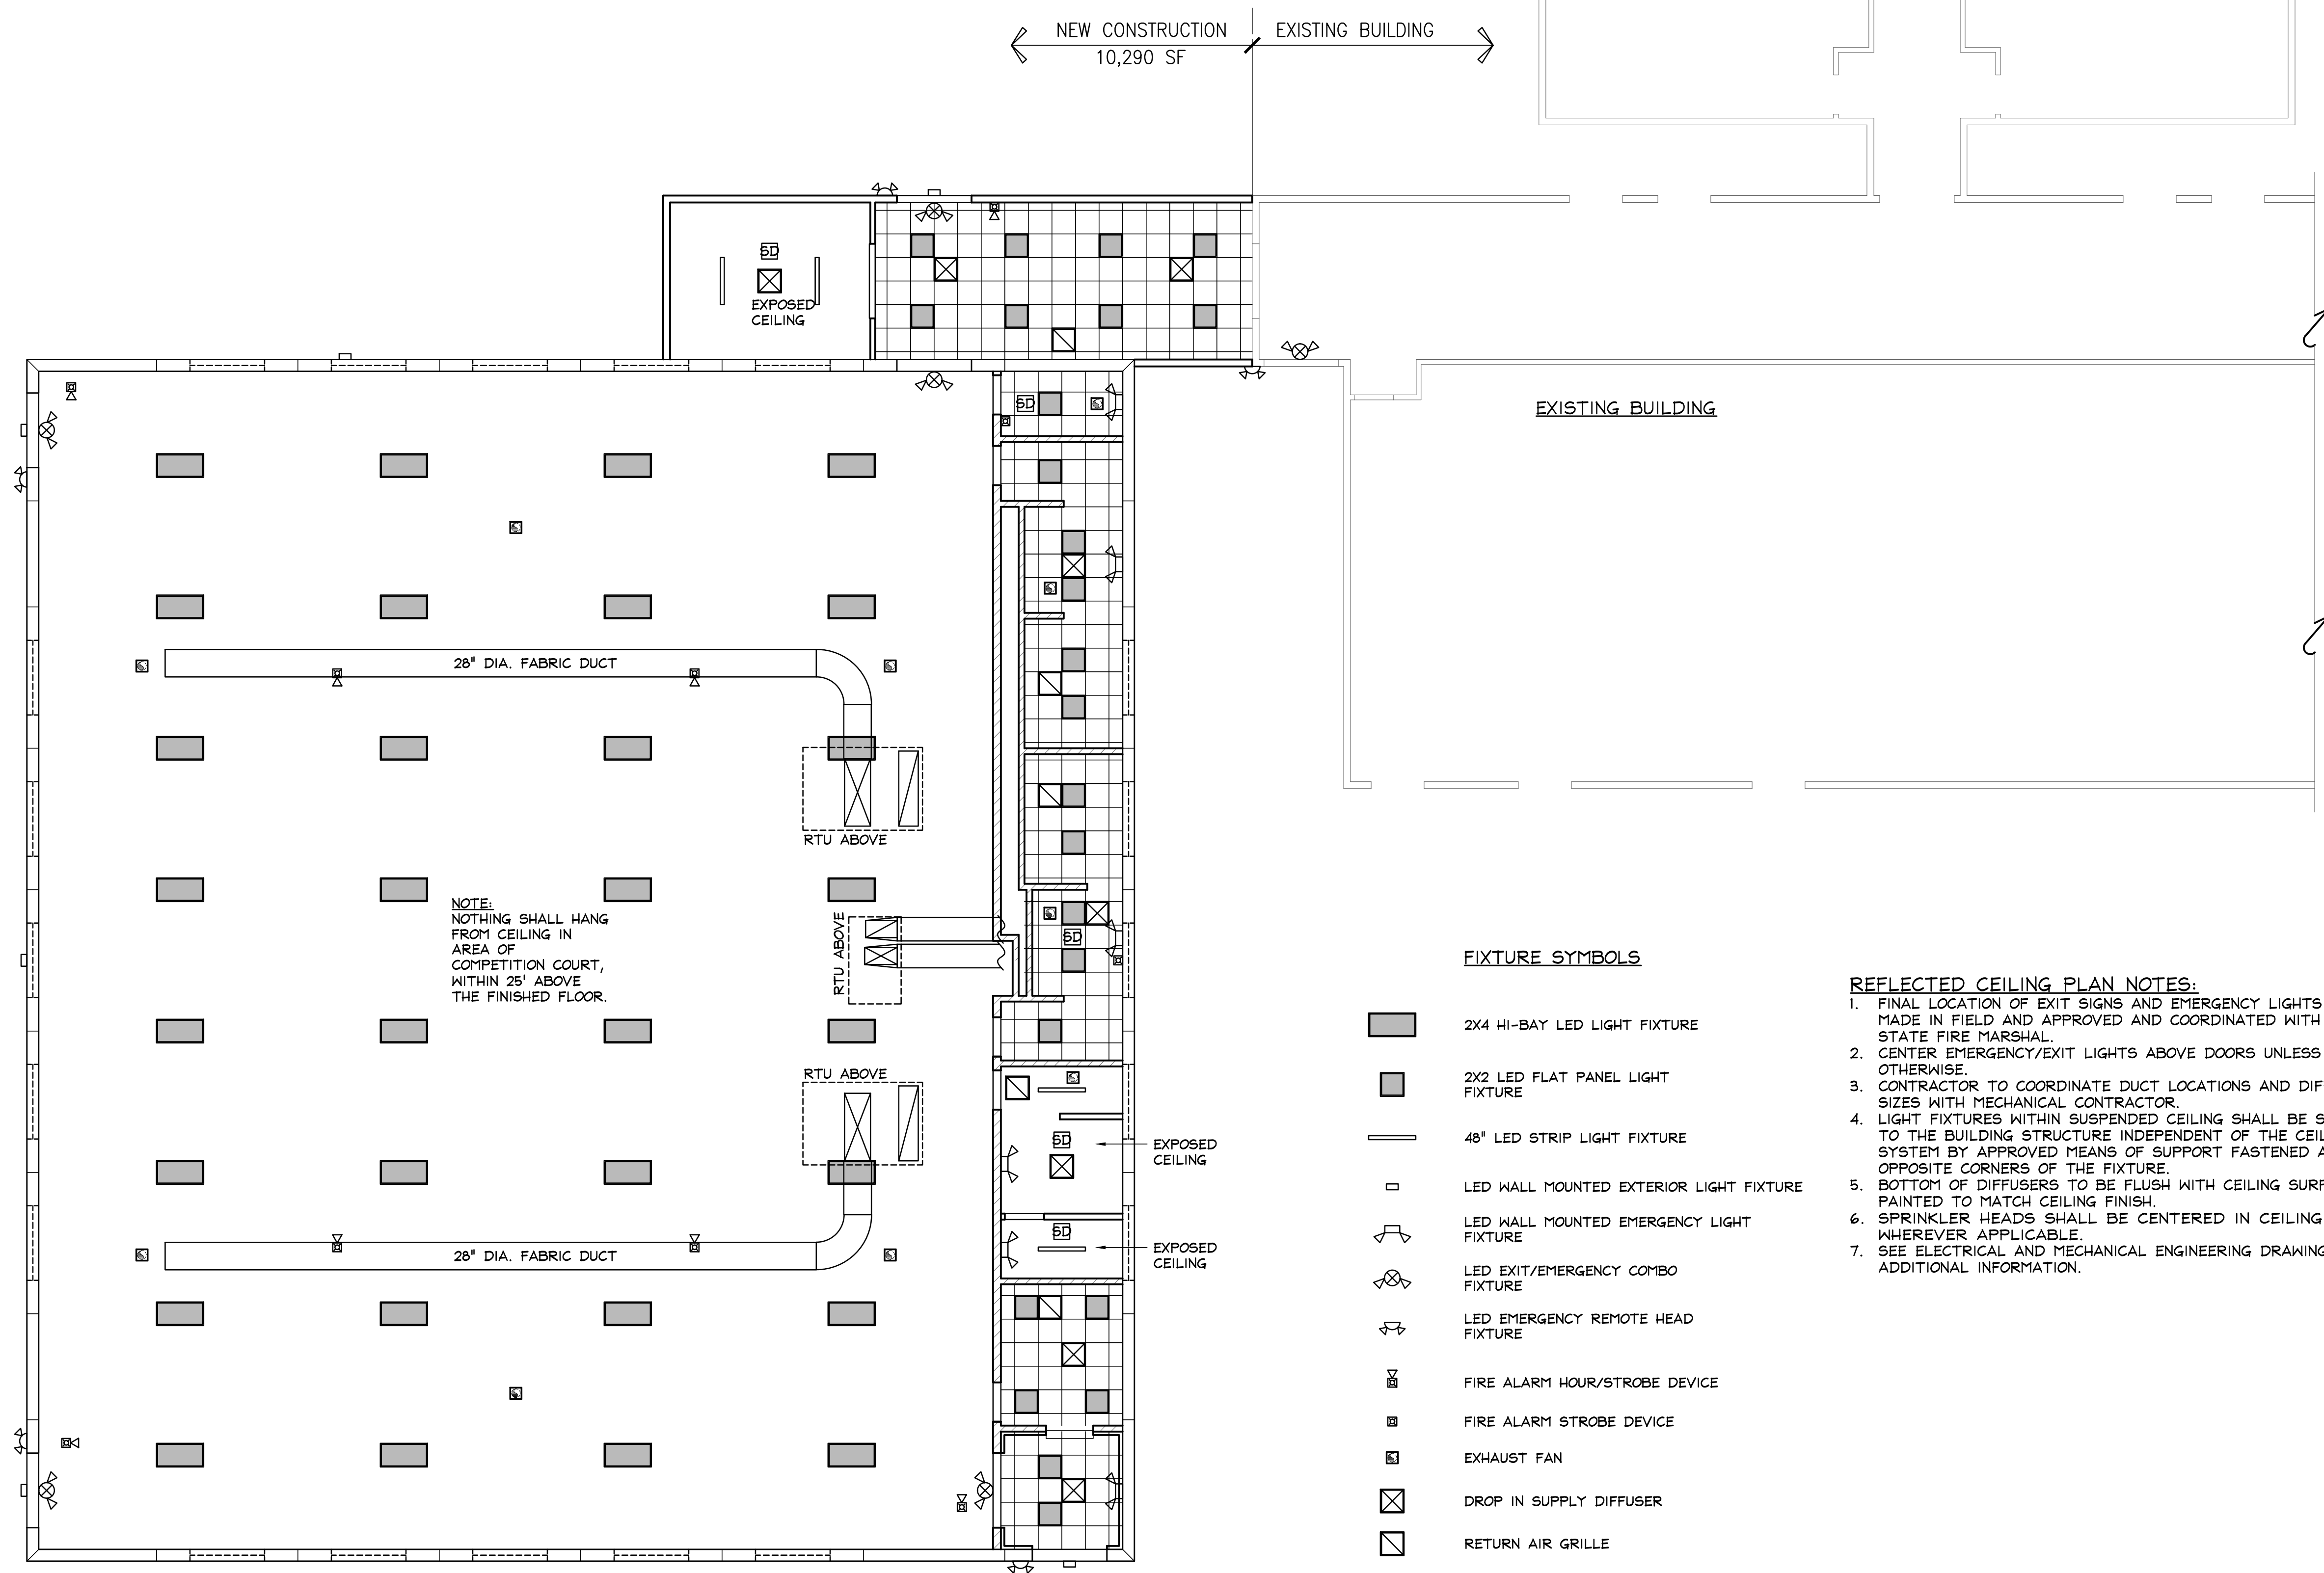 NEW CONSTRUCTION
EXISTING BUILDING
10,290 SF
SD
EXPOSED
CEILING
SD
EXISTING BUILDING
28" DIA. FABRIC DUCT
RTU ABOVE
NOTE:
NOTHING SHALL HANG
FROM CEILING IN
AREA OF
COMPETITION COURT,
WITHIN 25' ABOVE
THE FINISHED FLOOR.
RTU ABOVE
SD
RTU ABOVE
SD
EXPOSED
CEILING
SD
EXPOSED
CEILING
28" DIA. FABRIC DUCT
FIXTURE SYMBOLS
2X4 HI-BAY LED LIGHT FIXTURE
2X2 LED FLAT PANEL LIGHT
FIXTURE
48" LED STRIP LIGHT FIXTURE
LED WALL MOUNTED EXTERIOR LIGHT FIXTURE
LED WALL MOUNTED EMERGENCY LIGHT
FIXTURE
LED EXIT/EMERGENCY COMBO
FIXTURE
LED EMERGENCY REMOTE HEAD
FIXTURE
FIRE ALARM HOUR/STROBE DEVICE
FIRE ALARM STROBE DEVICE
EXHAUST FAN
DROP IN SUPPLY DIFFUSER
RETURN AIR GRILLE
REFLECTED CEILING PLAN NOTES:
1. FINAL LOCATION OF EXIT SIGNS AND EMERGENCY LIGHTS
MADE IN FIELD AND APPROVED AND COORDINATED WITH
STATE FIRE MARSHAL.
2. CENTER EMERGENCY/EXIT LIGHTS ABOVE DOORS UNLESS
OTHERWISE.
3. CONTRACTOR TO COORDINATE DUCT LOCATIONS AND DIF
SIZES WITH MECHANICAL CONTRACTOR.
4. LIGHT FIXTURES WITHIN SUSPENDED CEILING SHALL BE S
TO THE BUILDING STRUCTURE INDEPENDENT OF THE CEIL
SYSTEM BY APPROVED MEANS OF SUPPORT FASTENED A
OPPOSITE CORNERS OF THE FIXTURE.
5. BOTTOM OF DIFFUSERS TO BE FLUSH WITH CEILING SURF
PAINTED TO MATCH CEILING FINISH.
6. SPRINKLER HEADS SHALL BE CENTERED IN CEILING
WHEREVER APPLICABLE.
7. SEE ELECTRICAL AND MECHANICAL ENGINEERING DRAWING
ADDITIONAL INFORMATION.